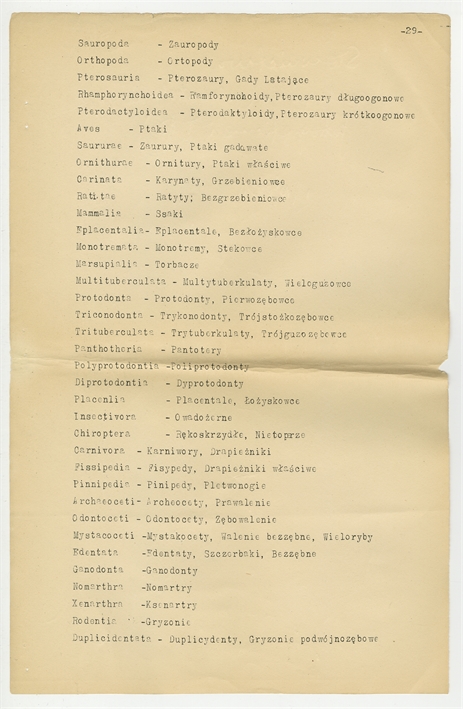 -29-
Sauropoda - Zauropody
Orthopoda - Ortopody
Pterosauria - Pterozaury, Gady Latające
Rhamphorynchoidea - Ramforynchoidy, Pterozaury długoogonowe
Pterodactyloidea - Pterodaktyloidy, Pterozaury krótkoogonowe
Aves - Ptaki
Saururae - Zaurury, Ptaki gadowate
Ornithurae - Ornitury, Ptaki właściwe
Carinata - Karynaty, Grzebieniowce
Ratitae - Ratyty; Bezgrzebieniowce
Mammalia - Ssaki
Eplacentalia- Eplacentale, Bezłożyskowce
Monotremata - Monotremy, Stekowce
Marsupialia - Torbacze
Multituberculata - Multytuberkulaty, Wieloguzowce
Protodonta - Protodonty, Pierwozębowce
Triconodonta - Trykonodonty, Trójstożkozębowce
Trituberculata - Trytuberkulaty, Trójguzozębowce
Panthotheria - Pantotery
Polyprotodontia -Poliprotodonty
Diprotodontia - Dyprotodonty
Placenlia - Placentale, Łożyskowce
Insectivora - Owadożerne
Chiroptera - Rękoskrzydłe, Nietoprze
Carnivora - Karniwory, Drapieżniki
Fissipedia - Fisypedy, Drapieżniki właściwe
Pinnipedia - Pinipedy, Płetwonogie
Archaeoceti- Archeocety, Prawalenie
Odontoceti - Odontocety, Zębowalenie
Mystacoceti -Mystakocety, Walenie bezzębne, Wieloryby
Edentata -Edentaty, Szczerbaki, Bezzębne
Ganodonta -Ganodonty
Nomarthra -Nomartry
Xenarthra -Ksenartry
Rodentia -Gryzonie
Duplicidentata - Duplicydenty, Gryzonie podwójnozębowe